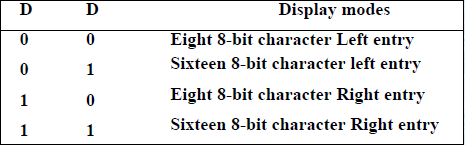 D D Display modes
0 0 Eight 8-bit character Left entry
0 1 Sixteen 8-bit character left entry
1 0 Eight 8-bit character Right entry
1 1 Sixteen 8-bit character Right entry